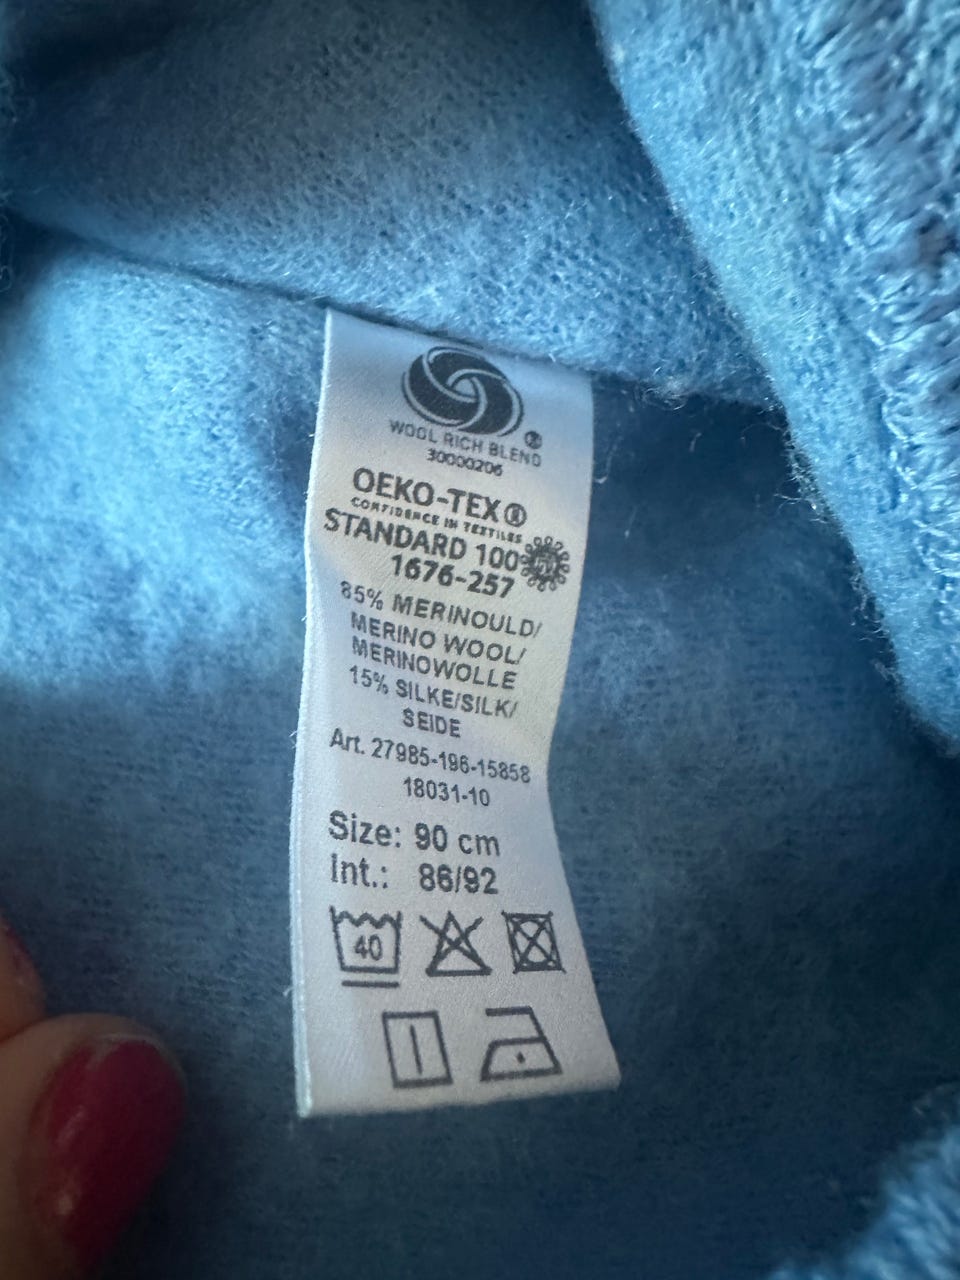 WOOL RICH BLEND
30000206
OEKO-TEX®
CONFIDENCE IN TEXTILES
STANDARD 100
1676-257
85% MERINOULD/
MERINO WOOL/
MERINOWOLLE
15% SILKE/SILK/
SEIDE
Art. 27985-196-15858
18031-10
Size: 90 cm
Int.: 86/92
40